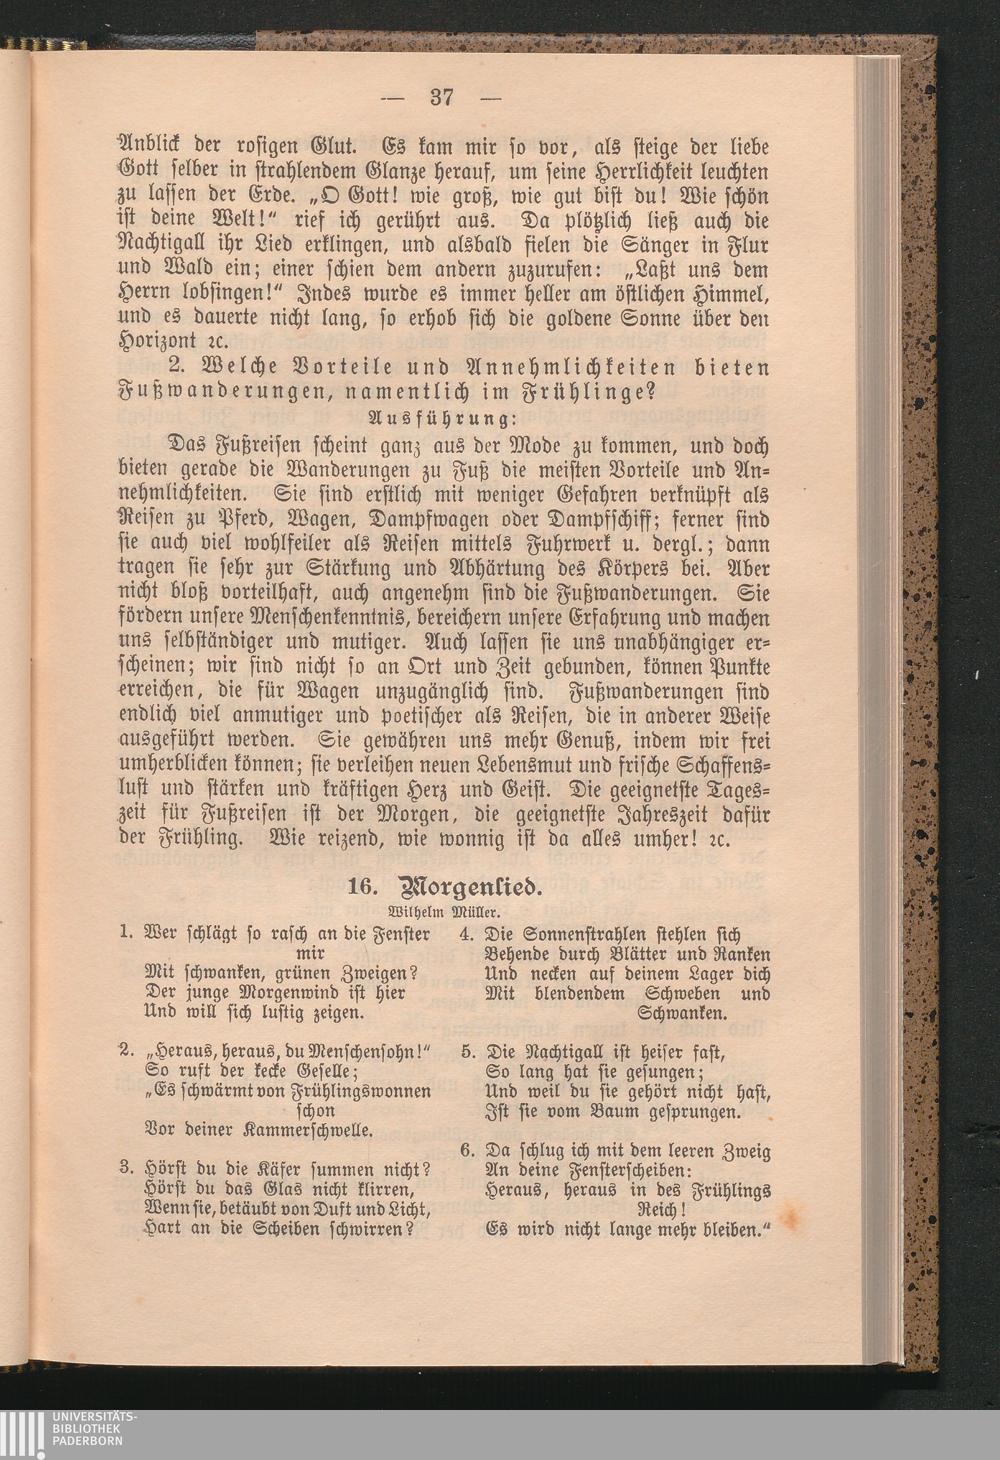 — 37 —
Anblick der rosigen Glut. Es kam mir so vor, als steige der liebe
Gott selber in strahlendem Glanze herauf, um seine Herrlichkeit leuchten
zu lassen der Erde. „O Gott! wie groß, wie gut bist du! Wie schön
ist deine Welt!“ rief ich gerührt aus. Da plötzlich ließ auch die
Nachtigall ihr Lied erklingen, und alsbald fielen die Sänger in Flur
und Wald ein; einer schien dem andern zuzurufen: „Laßt uns dem
Herrn lobsingen!“ Indes wurde es immer heller am östlichen Himmel,
und es dauerte nicht lang, so erhob sich die goldene Sonne über den
Horizont ꝛc.
2. Welche Vorteile und Annehmlichkeiten bieten
Fußwanderungen, namentlich im Frühlinge?
Ausführung:
Das Fußreisen scheint ganz aus der Mode zu kommen, und doch
bieten gerade die Wanderungen zu Fuß die meisten Vorteile und An-
nehmlichkeiten. Sie sind erstlich mit weniger Gefahren verknüpft als
Reisen zu Pferd, Wagen, Dampfwagen oder Dampfschiff; ferner sind
sie auch viel wohlfeiler als Reisen mittels Fuhrwerk u. dergl.; dann
tragen sie sehr zur Stärkung und Abhärtung des Körpers bei. Aber
nicht bloß vorteilhaft, auch angenehm sind die Fußwanderungen. Sie
fördern unsere Menschenkenntnis, bereichern unsere Erfahrung und machen
uns selbständiger und mutiger. Auch lassen sie uns unabhängiger er-
scheinen; wir sind nicht so an Ort und Zeit gebunden, können Punkte
erreichen, die für Wagen unzugänglich sind. Fußwanderungen sind
endlich viel anmutiger und poetischer als Reisen, die in anderer Weise
ausgeführt werden. Sie gewähren uns mehr Genuß, indem wir frei
umherblicken können; sie verleihen neuen Lebensmut und frische Schaffens-
lust und stärken und kräftigen Herz und Geist. Die geeignetste Tages-
zeit für Fußreisen ist der Morgen, die geeignetste Jahreszeit dafür
der Frühling. Wie reizend, wie wonnig ist da alles umher! ꝛc.
16. Morgenlied.
Wilhelm Müller.
1. Wer schlägt so rasch an die Fenster
mir
Mit schwanken, grünen Zweigen?
Der junge Morgenwind ist hier
Und will sich lustig zeigen.
2. „Heraus, heraus, du Menschensohn!“
So ruft der kecke Geselle;
„Es schwärmt von Frühlingswonnen
schon
Vor deiner Kammerschwelle.
3. Hörst du die Käfer summen nicht?
Hörst du das Glas nicht klirren,
Wenn sie, betäubt von Duft und Licht,
Hart an die Scheiben schwirren?
4. Die Sonnenstrahlen stehlen sich
Behende durch Blätter und Ranken
Und necken auf deinem Lager dich
Mit blendendem Schweben und
Schwanken.
5. Die Nachtigall ist heiser fast,
So lang hat sie gesungen;
Und weil du sie gehört nicht hast,
Ist sie vom Baum gesprungen.
6. Da schlug ich mit dem leeren Zweig
An deine Fensterscheiben:
Heraus, heraus in des Frühlings
Reich!
Es wird nicht lange mehr bleiben.“
UNIVERSITÄTS-
BIBLIOTHEK
PADERBORN